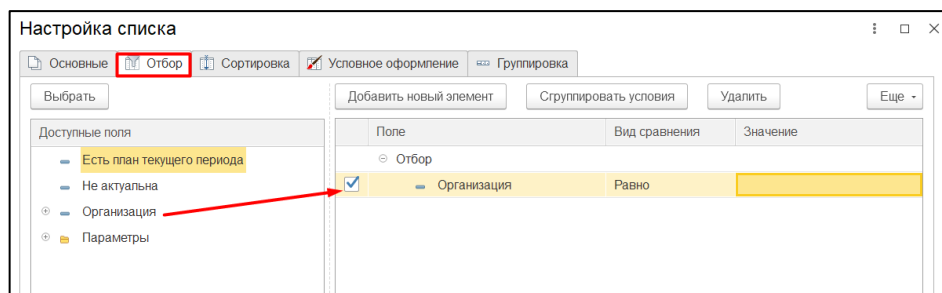 Настройка списка
Основные Отбор Сортировка Условное оформление Группировка
Выбрать Добавить новый элемент Сгруппировать условия Удалить Еще
Доступные поля Поле Вид сравнения Значение
Есть план текущего периода Отбор
Не актуальна
Организация Организация Равно
Параметры